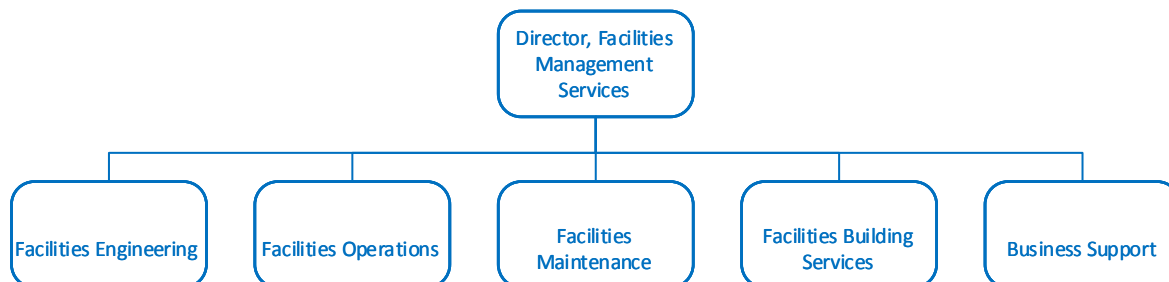 Director, Facilities
Management
Services
Facilities Engineering
Facilities Operations
Facilities
Maintenance
Facilities Building
Services
Business Support